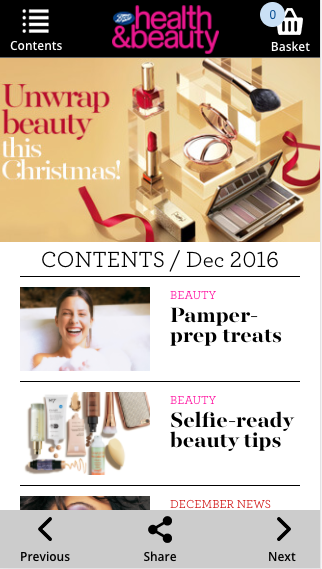 Contents
Boots
health
&beauty
0
Basket
Unwrap
beauty
this
Christmas!
CONTENTS / Dec 2016
BEAUTY
Pamper-
prep treats
BEAUTY
Selfie-ready
beauty tips
DECEMBER NEWS
Previous
Share
Next